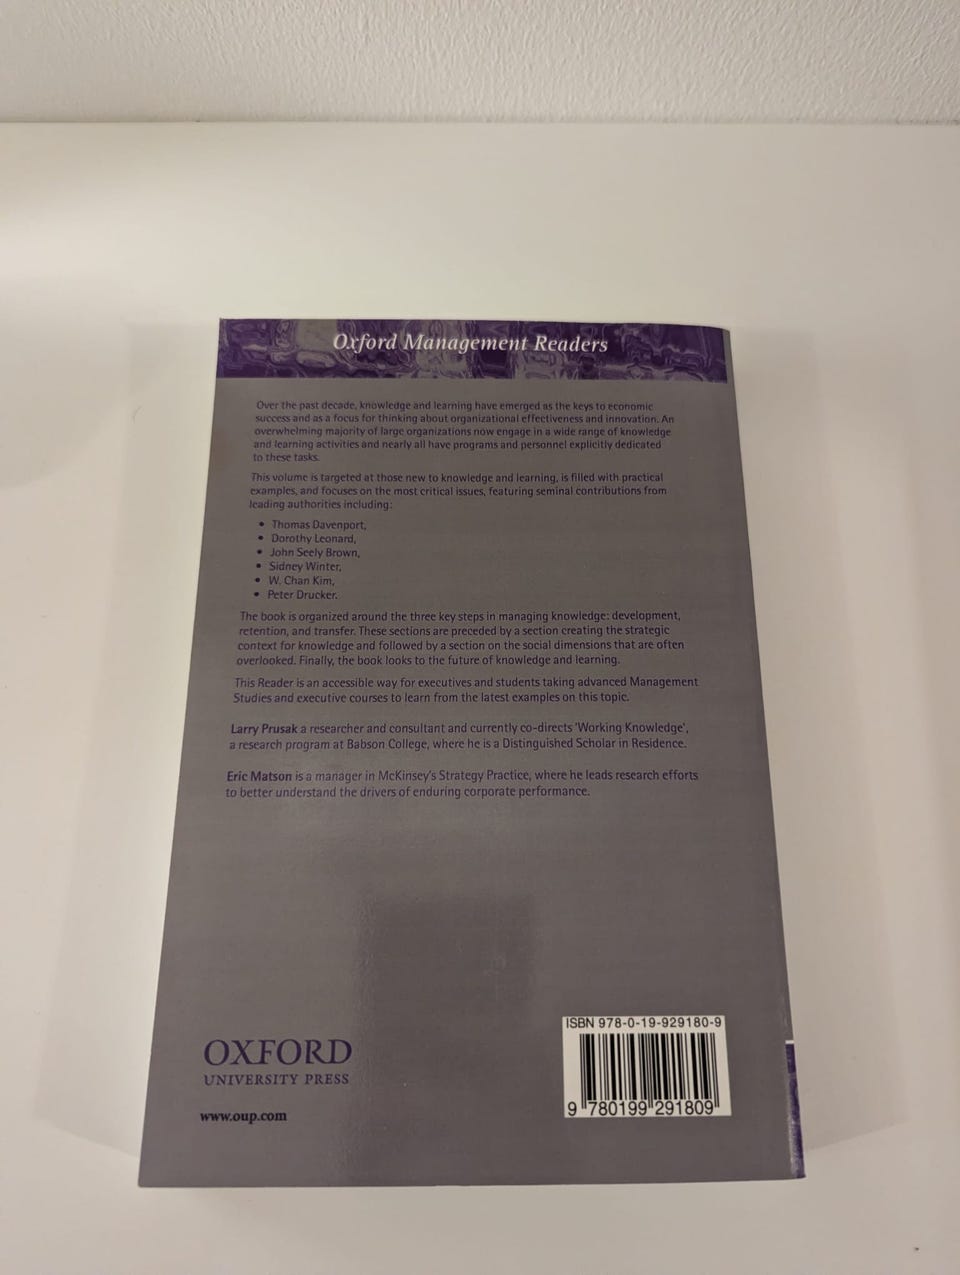 Oxford Management Readers
Over the past decade, knowledge and learning have emerged as the keys to economic
success and as a focus for thinking about organizational effectiveness and innovation. An
overwhelming majority of large organizations now engage in a wide range of knowledge
and learning activities and nearly all have programs and personnel explicitly dedicated
to these tasks.
This volume is targeted at those new to knowledge and learning, is filled with practical
examples, and focuses on the most critical issues, featuring seminal contributions from
leading authorities including:
• Thomas Davenport,
• Dorothy Leonard,
• John Seely Brown,
• Sidney Winter,
• W. Chan Kim,
• Peter Drucker.
The book is organized around the three key steps in managing knowledge: development,
retention, and transfer. These sections are preceded by a section creating the strategic
context for knowledge and followed by a section on the social dimensions that are often
overlooked. Finally, the book looks to the future of knowledge and learning.
This Reader is an accessible way for executives and students taking advanced Management
Studies and executive courses to learn from the latest examples on this topic.
Larry Prusak a researcher and consultant and currently co-directs 'Working Knowledge',
a research program at Babson College, where he is a Distinguished Scholar in Residence.
Eric Matson is a manager in McKinsey's Strategy Practice, where he leads research efforts
to better understand the drivers of enduring corporate performance.
OXFORD
UNIVERSITY PRESS
www.oup.com
ISBN 978-0-19-929180-9
9 780199 291809